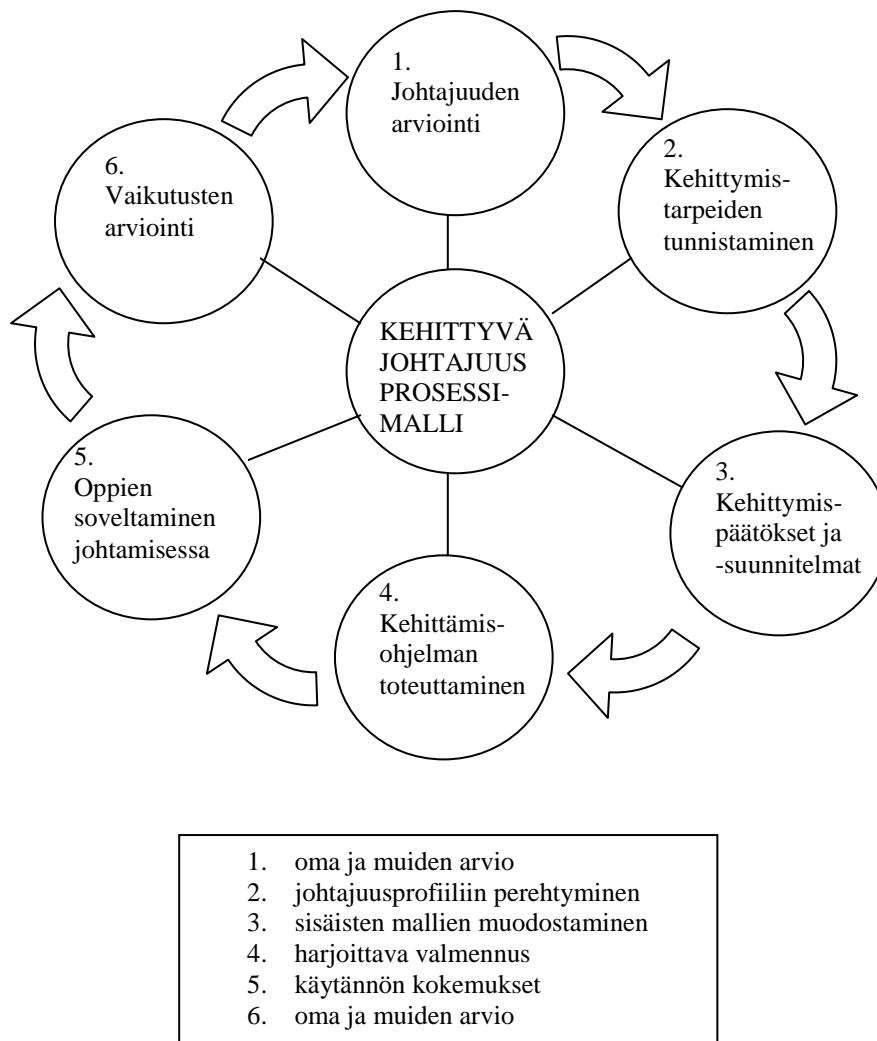 1.
Johtajuuden
arviointi
2.
Kehittymis-
tarpeiden
tunnistaminen
3.
Kehittymis-
päätökset ja
-suunnitelmat
4.
Kehittämis-
ohjelman
toteuttaminen
5.
Oppien
soveltaminen
johtamisessa
6.
Vaikutusten
arviointi
KEHITTYVÄ
JOHTAJUUS
PROSESSI-
MALLI
1. oma ja muiden arvio
2. johtajuusprofiiliin perehtyminen
3. sisäisten mallien muodostaminen
4. harjoittava valmennus
5. käytännön kokemukset
6. oma ja muiden arvio